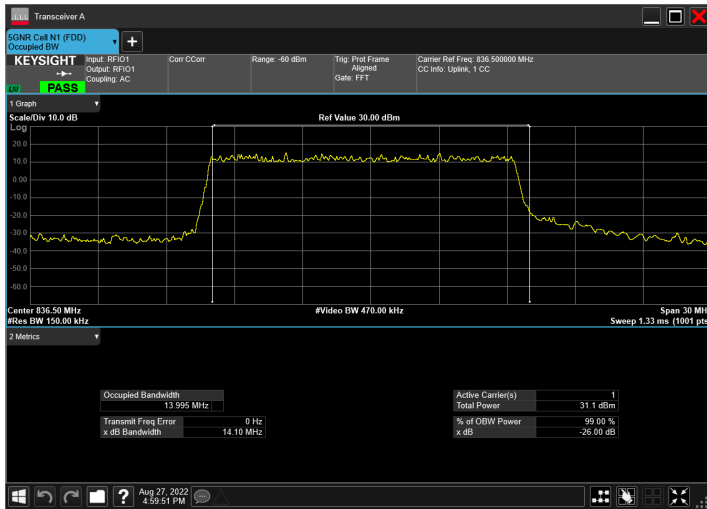 Transceiver A
5GNR Cell N1 (FDD)
Occupied BW
KEYSIGHT
LXI
PASS
Input: RFIO1
Output: RFIO1
Coupling: AC
Corr CCorr
Range: -60 dBm
Trig: Prot Frame
Aligned
Gate: FFT
Carrier Ref Freq: 836.500000 MHz
CC Info: Uplink, 1 CC
1 Graph
Scale/Div 10.0 dB
Ref Value 30.00 dBm
Log
20.0
10.0
0.00
-10.0
-20.0
-30.0
-40.0
-50.0
-60.0
Center 836.50 MHz
#Video BW 470.00 kHz
Span 30 MH
#Res BW 150.00 kHz
Sweep 1.33 ms (1001 pts
2 Metrics
Occupied Bandwidth
13.995 MHz
Transmit Freq Error 0 Hz
x dB Bandwidth 14.10 MHz
Active Carrier(s) 1
Total Power 31.1 dBm
% of OBW Power 99.00 %
x dB -26.00 dB
?
Aug 27, 2022
4:59:51 PM